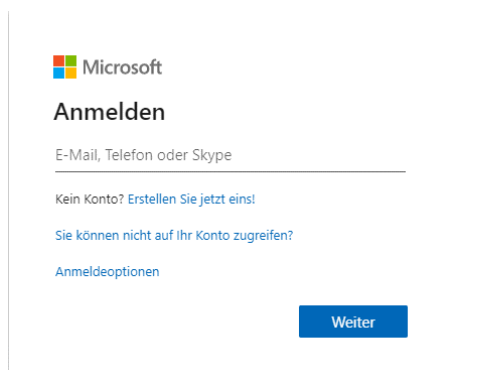 Microsoft
Anmelden
E-Mail, Telefon oder Skype
Kein Konto? Erstellen Sie jetzt eins!
Sie können nicht auf Ihr Konto zugreifen?
Anmeldeoptionen
Weiter